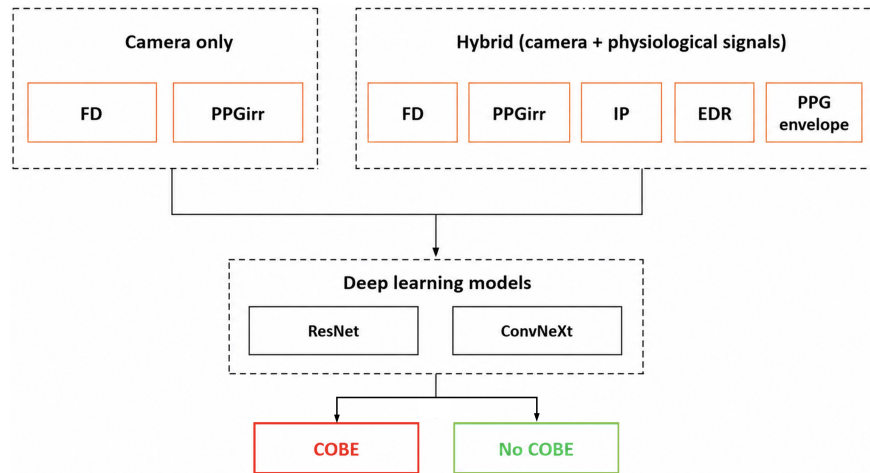 Camera only
Hybrid (camera + physiological signals)
FD
PPGirr
FD
PPGirr
IP
EDR
PPG
envelope
Deep learning models
ResNet
ConvNeXt
COBE
No COBE